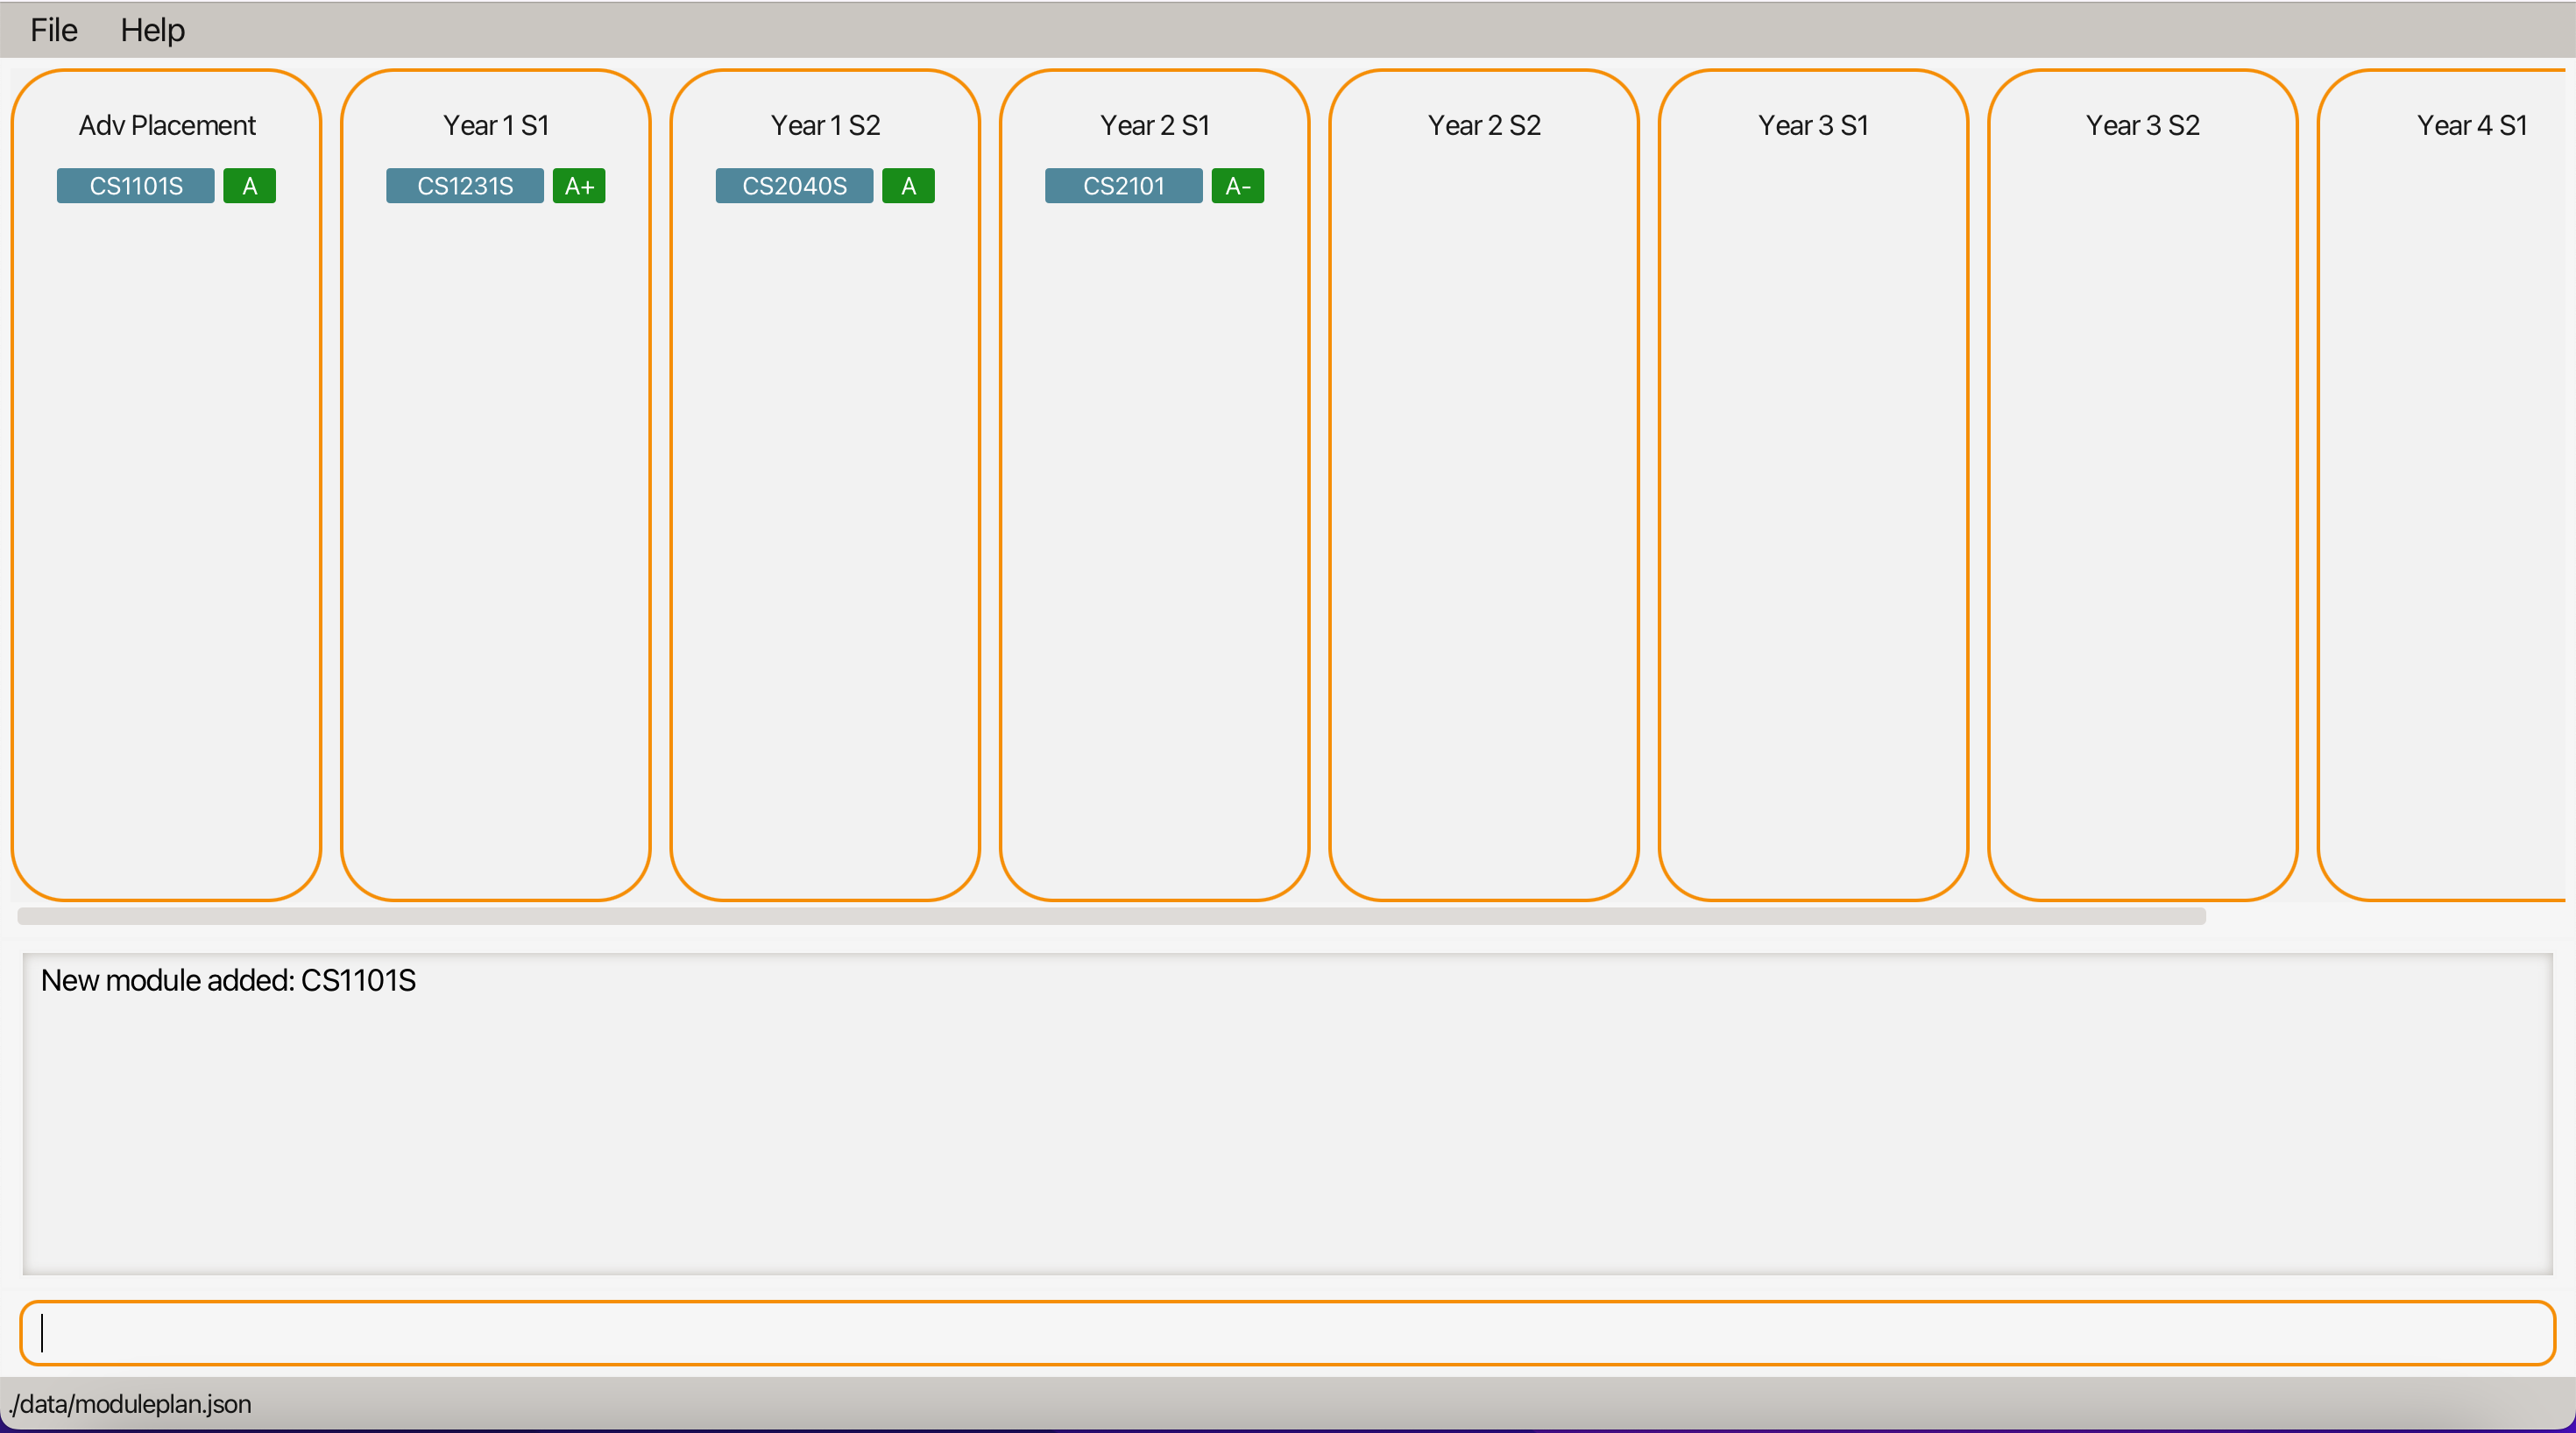 File Help
Adv Placement Year 1 S1 Year 1 S2 Year 2 S1 Year 2 S2 Year 3 S1 Year 3 S2 Year 4 S1
CS1101S A CS1231S A+ CS2040S A CS2101 A-
New module added: CS1101S
./data/moduleplan.json